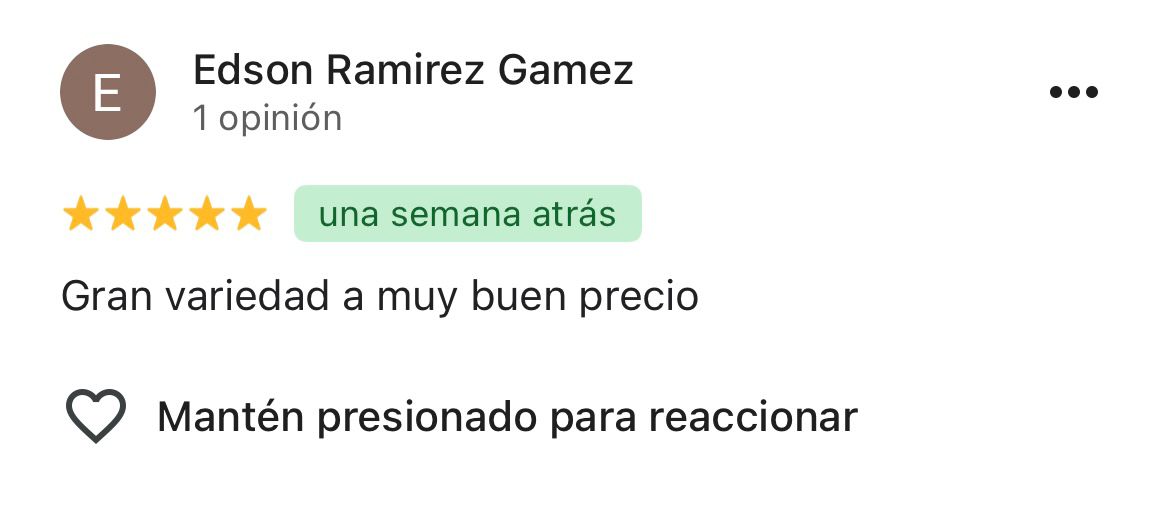 E
Edson Ramirez Gamez
1 opinión
una semana atrás
Gran variedad a muy buen precio
Mantén presionado para reaccionar